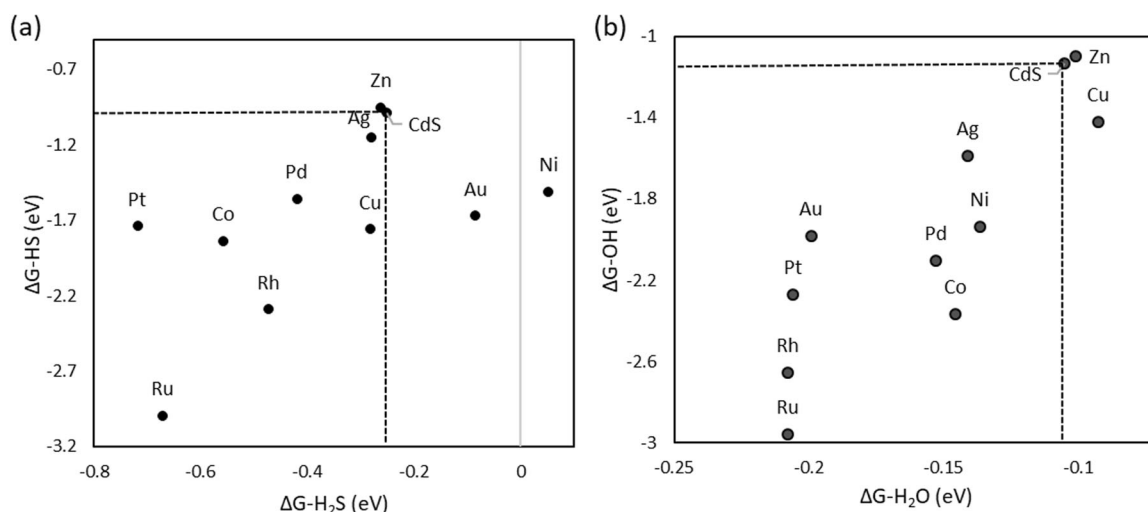 (a)
-0.7
-1.2
-1.7
-2.2
-2.7
-3.2
ΔG-HS (eV)
Zn
Ag
CdS
Pd
Pt
Co
Cu
Au
Ni
Rh
Ru
-0.8
-0.6
-0.4
-0.2
0
ΔG-H₂S (eV)
(b)
-1
-1.4
-1.8
-2.2
-2.6
-3
ΔG-OH (eV)
Zn
CdS
Cu
Ag
Au
Ni
Pd
Pt
Co
Rh
Ru
-0.25
-0.2
-0.15
-0.1
ΔG-H₂O (eV)